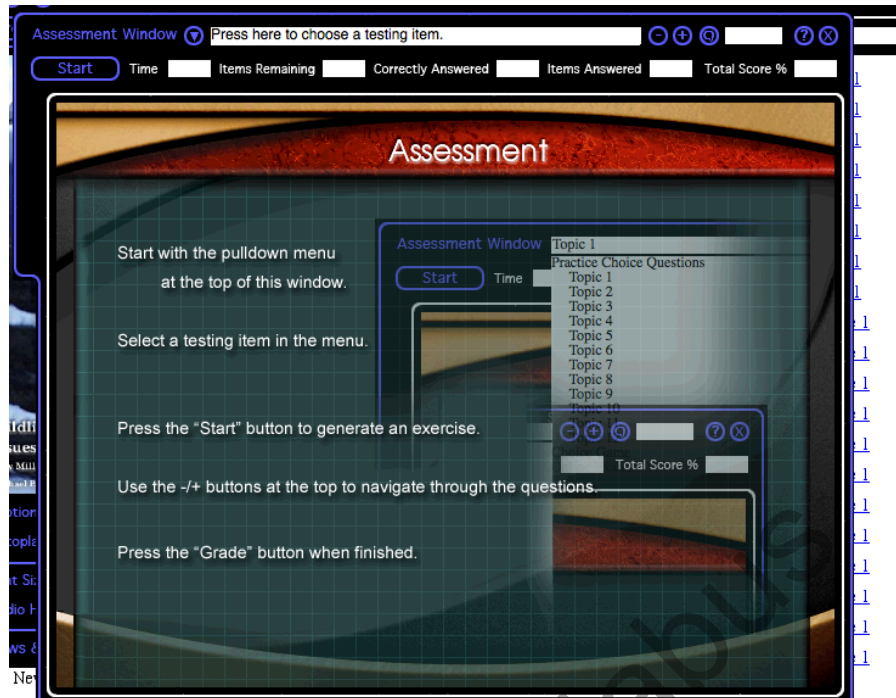 Assessment Window Press here to choose a testing item.
Start Time Items Remaining Correctly Answered Items Answered Total Score %
Assessment
Start with the pulldown menu
at the top of this window.
Select a testing item in the menu.
Press the “Start” button to generate an exercise.
Use the -/+ buttons at the top to navigate through the questions.
Press the “Grade” button when finished.
Assessment Window Topic 1
Start Time
Practice Choice Questions
Topic 1
Topic 2
Topic 3
Topic 4
Topic 5
Topic 6
Topic 7
Topic 8
Topic 9
Topic 10
Total Score %